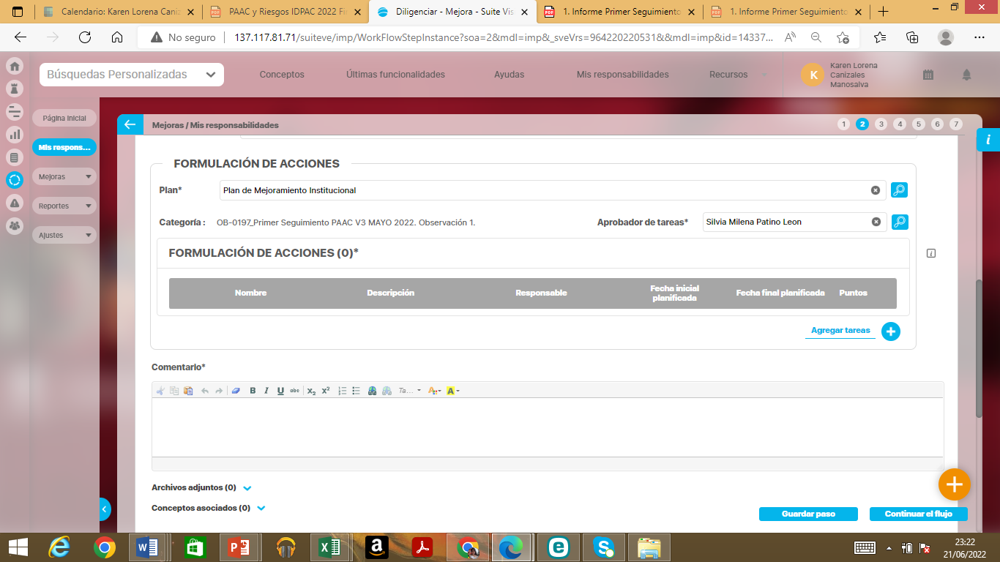 Calendario: Karen Lorena Caniz
PAAC y Riesgos IDPAC 2022 Fi
Diligenciar - Mejora - Suite Vis
1. Informe Primer Seguimiento
1. Informe Primer Seguimiento
No seguro
137.117.81.71/suiteve/imp/WorkFlowStepInstance?soa=2&mdl=imp&_sveVrs=964220220531&&mdl=imp&id=14337...
Búsquedas Personalizadas
Conceptos
Últimas funcionalidades
Ayudas
Mis responsabilidades
Recursos
K
Karen Lorena
Canizales
Manosalva
Página Inicial
Mis respons...
Mejoras
Reportes
Ajustes
Mejoras / Mis responsabilidades
1 2 3 4 5 6 7
i
FORMULACIÓN DE ACCIONES
Plan*
Plan de Mejoramiento Institucional
Categoría :
OB-0197_Primer Seguimiento PAAC V3 MAYO 2022. Observación 1.
Aprobador de tareas*
Silvia Milena Patino Leon
FORMULACIÓN DE ACCIONES (0)*
Nombre
Descripción
Responsable
Fecha inicial
planificada
Fecha final planificada
Puntos
Agregar tareas
Comentario*
B I U abc X₂ X² Ta... A A
Archivos adjuntos (0)
Conceptos asociados (0)
Guardar paso
Continuar el flujo
23:22
21/06/2022